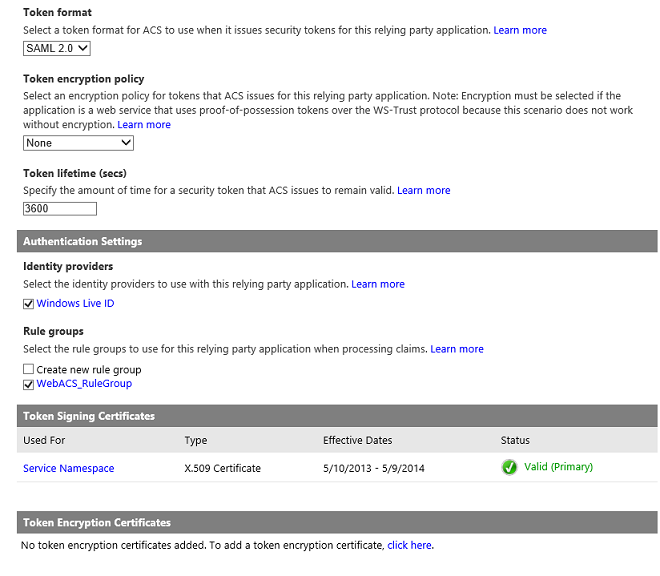 Token format
Select a token format for ACS to use when it issues security tokens for this relying party application. Learn more
SAML 2.0
Token encryption policy
Select an encryption policy for tokens that ACS issues for this relying party application. Note: Encryption must be selected if the
application is a web service that uses proof-of-possession tokens over the WS-Trust protocol because this scenario does not work
without encryption. Learn more
None
Token lifetime (secs)
Specify the amount of time for a security token that ACS issues to remain valid. Learn more
3600
Authentication Settings
Identity providers
Select the identity providers to use with this relying party application. Learn more
Windows Live ID
Rule groups
Select the rule groups to use for this relying party application when processing claims. Learn more
Create new rule group
WebACS_RuleGroup
Token Signing Certificates
Used For Type Effective Dates Status
Service Namespace X.509 Certificate 5/10/2013 - 5/9/2014 Valid (Primary)
Token Encryption Certificates
No token encryption certificates added. To add a token encryption certificate, click here.